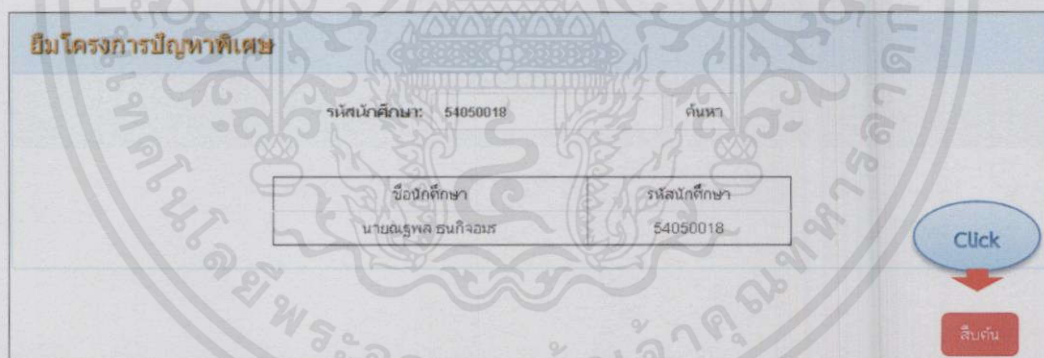 ยืมโครงการปัญหาพิเศษ
รหัสนักศึกษา: 54050018 ค้นหา
ชื่อนักศึกษา รหัสนักศึกษา
นายณฐพล ธนกิจอมร 54050018
Click
สืบค้น